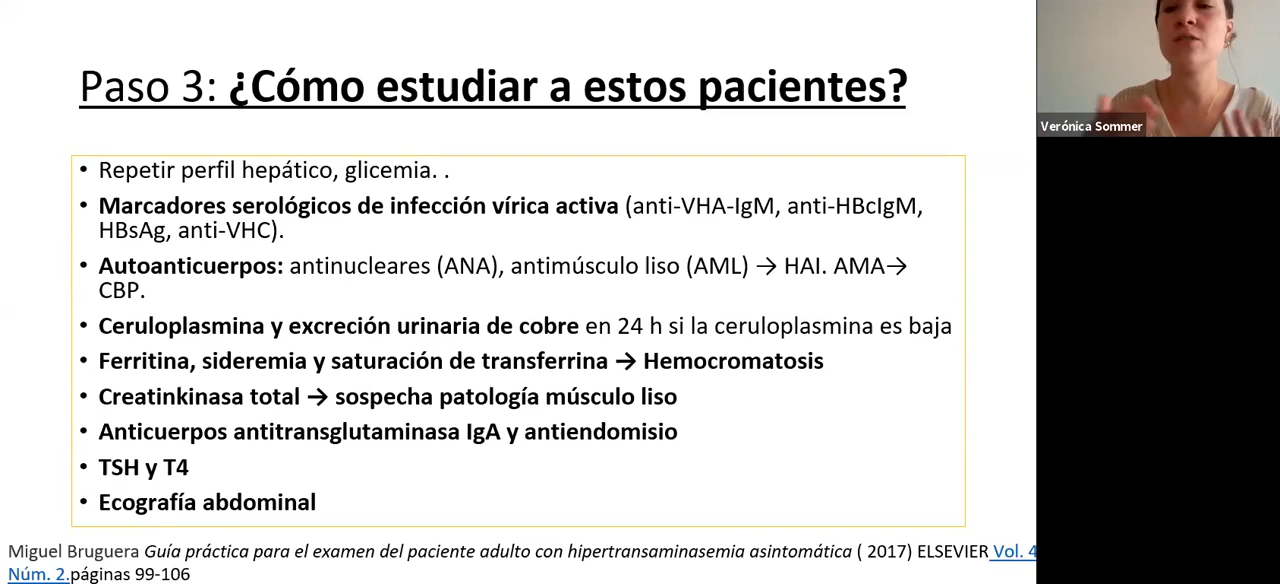 Paso 3: ¿Cómo estudiar a estos pacientes?
Verónica Sommer
• Repetir perfil hepático, glicemia. .
• Marcadores serológicos de infección vírica activa (anti-VHA-IgM, anti-HBcIgM,
HBsAg, anti-VHC).
• Autoanticuerpos: antinucleares (ANA), antimúsculo liso (AML) → HAI. AMA→
CBP.
• Ceruloplasmina y excreción urinaria de cobre en 24 h si la ceruloplasmina es baja
• Ferritina, sideremia y saturación de transferrina → Hemocromatosis
• Creatinkinasa total → sospecha patología músculo liso
• Anticuerpos antitransglutaminasa IgA y antiendomisio
• TSH y T4
• Ecografía abdominal
Miguel Bruguera Guía práctica para el examen del paciente adulto con hipertransaminasemia asintomática ( 2017) ELSEVIER Vol. 4
Núm. 2.páginas 99-106